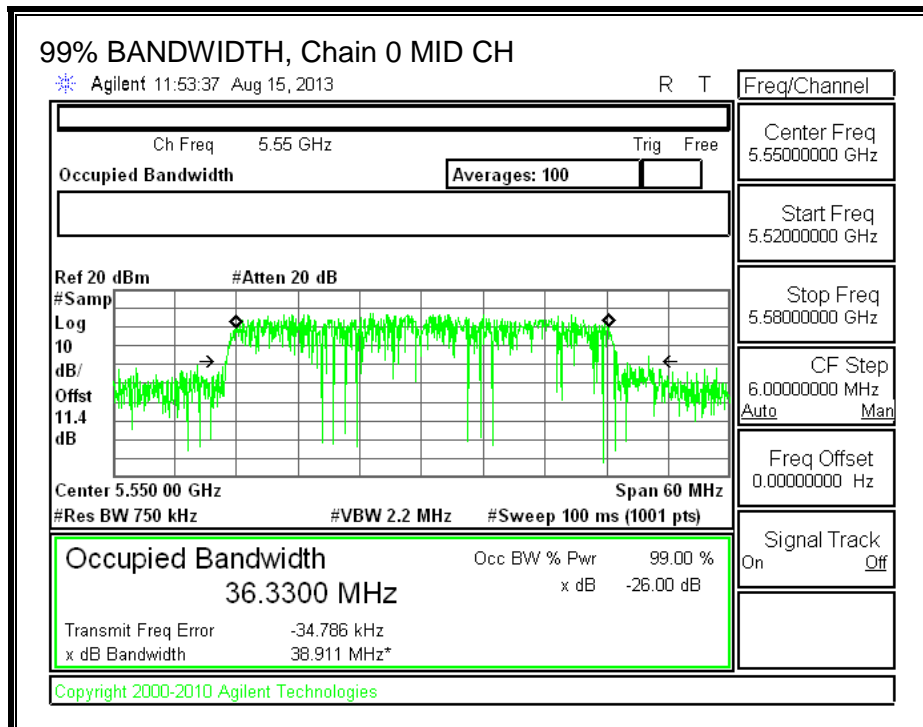 99% BANDWIDTH, Chain 0 MID CH
Agilent 11:53:37 Aug 15, 2013 R T
Freq/Channel
Ch Freq 5.55 GHz Trig Free
Occupied Bandwidth Averages: 100
Center Freq
5.55000000 GHz
Start Freq
5.52000000 GHz
Stop Freq
5.58000000 GHz
CF Step
6.00000000 MHz
Auto Man
Freq Offset
0.00000000 Hz
Signal Track
On Off
Ref 20 dBm #Atten 20 dB
#Samp
Log
10
dB/
Offst
11.4
dB
Center 5.550 00 GHz Span 60 MHz
#Res BW 750 kHz #VBW 2.2 MHz #Sweep 100 ms (1001 pts)
Occupied Bandwidth Occ BW % Pwr 99.00 %
36.3300 MHz x dB -26.00 dB
Transmit Freq Error -34.786 kHz
x dB Bandwidth 38.911 MHz*
Copyright 2000-2010 Agilent Technologies